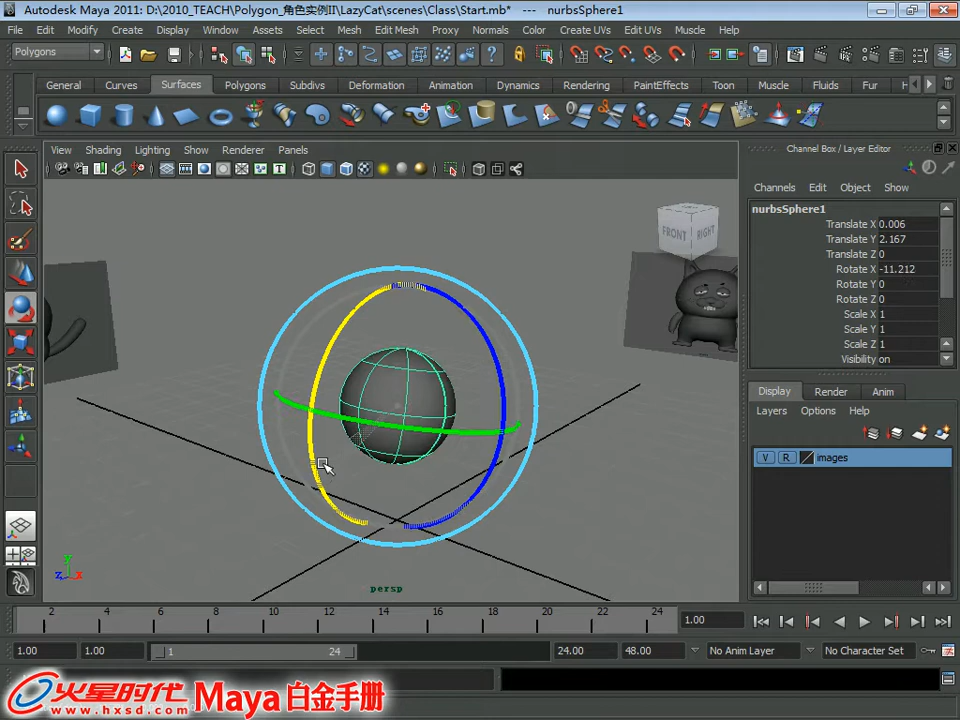 Autodesk Maya 2011: D:\2010_TEACH\Polygon_角色实例II\LazyCat\scenes\Class\Start.mb* --- nurbsSphere1
File Edit Modify Create Display Window Assets Select Mesh Edit Mesh Proxy Normals Color Create UVs Edit UVs Muscle Help
Polygons
General Curves Surfaces Polygons Subdivs Deformation Animation Dynamics Rendering PaintEffects Toon Muscle Fluids Fur
View Shading Lighting Show Renderer Panels
Channel Box / Layer Editor
Channels Edit Object Show
nurbsSphere1
Translate X 0.006
Translate Y 2.167
Translate Z 0
Rotate X -11.212
Rotate Y 0
Rotate Z 0
Scale X 1
Scale Y 1
Scale Z 1
Visibility on
FRONT RIGHT
Display Render Anim
Layers Options Help
V R images
y
z x
persp
2 4 6 8 10 12 14 16 18 20 22 24
1.00
1.00 1.00 1 24 24.00 48.00 No Anim Layer No Character Set
火星时代 Maya 白金手册
www.hxsd.com